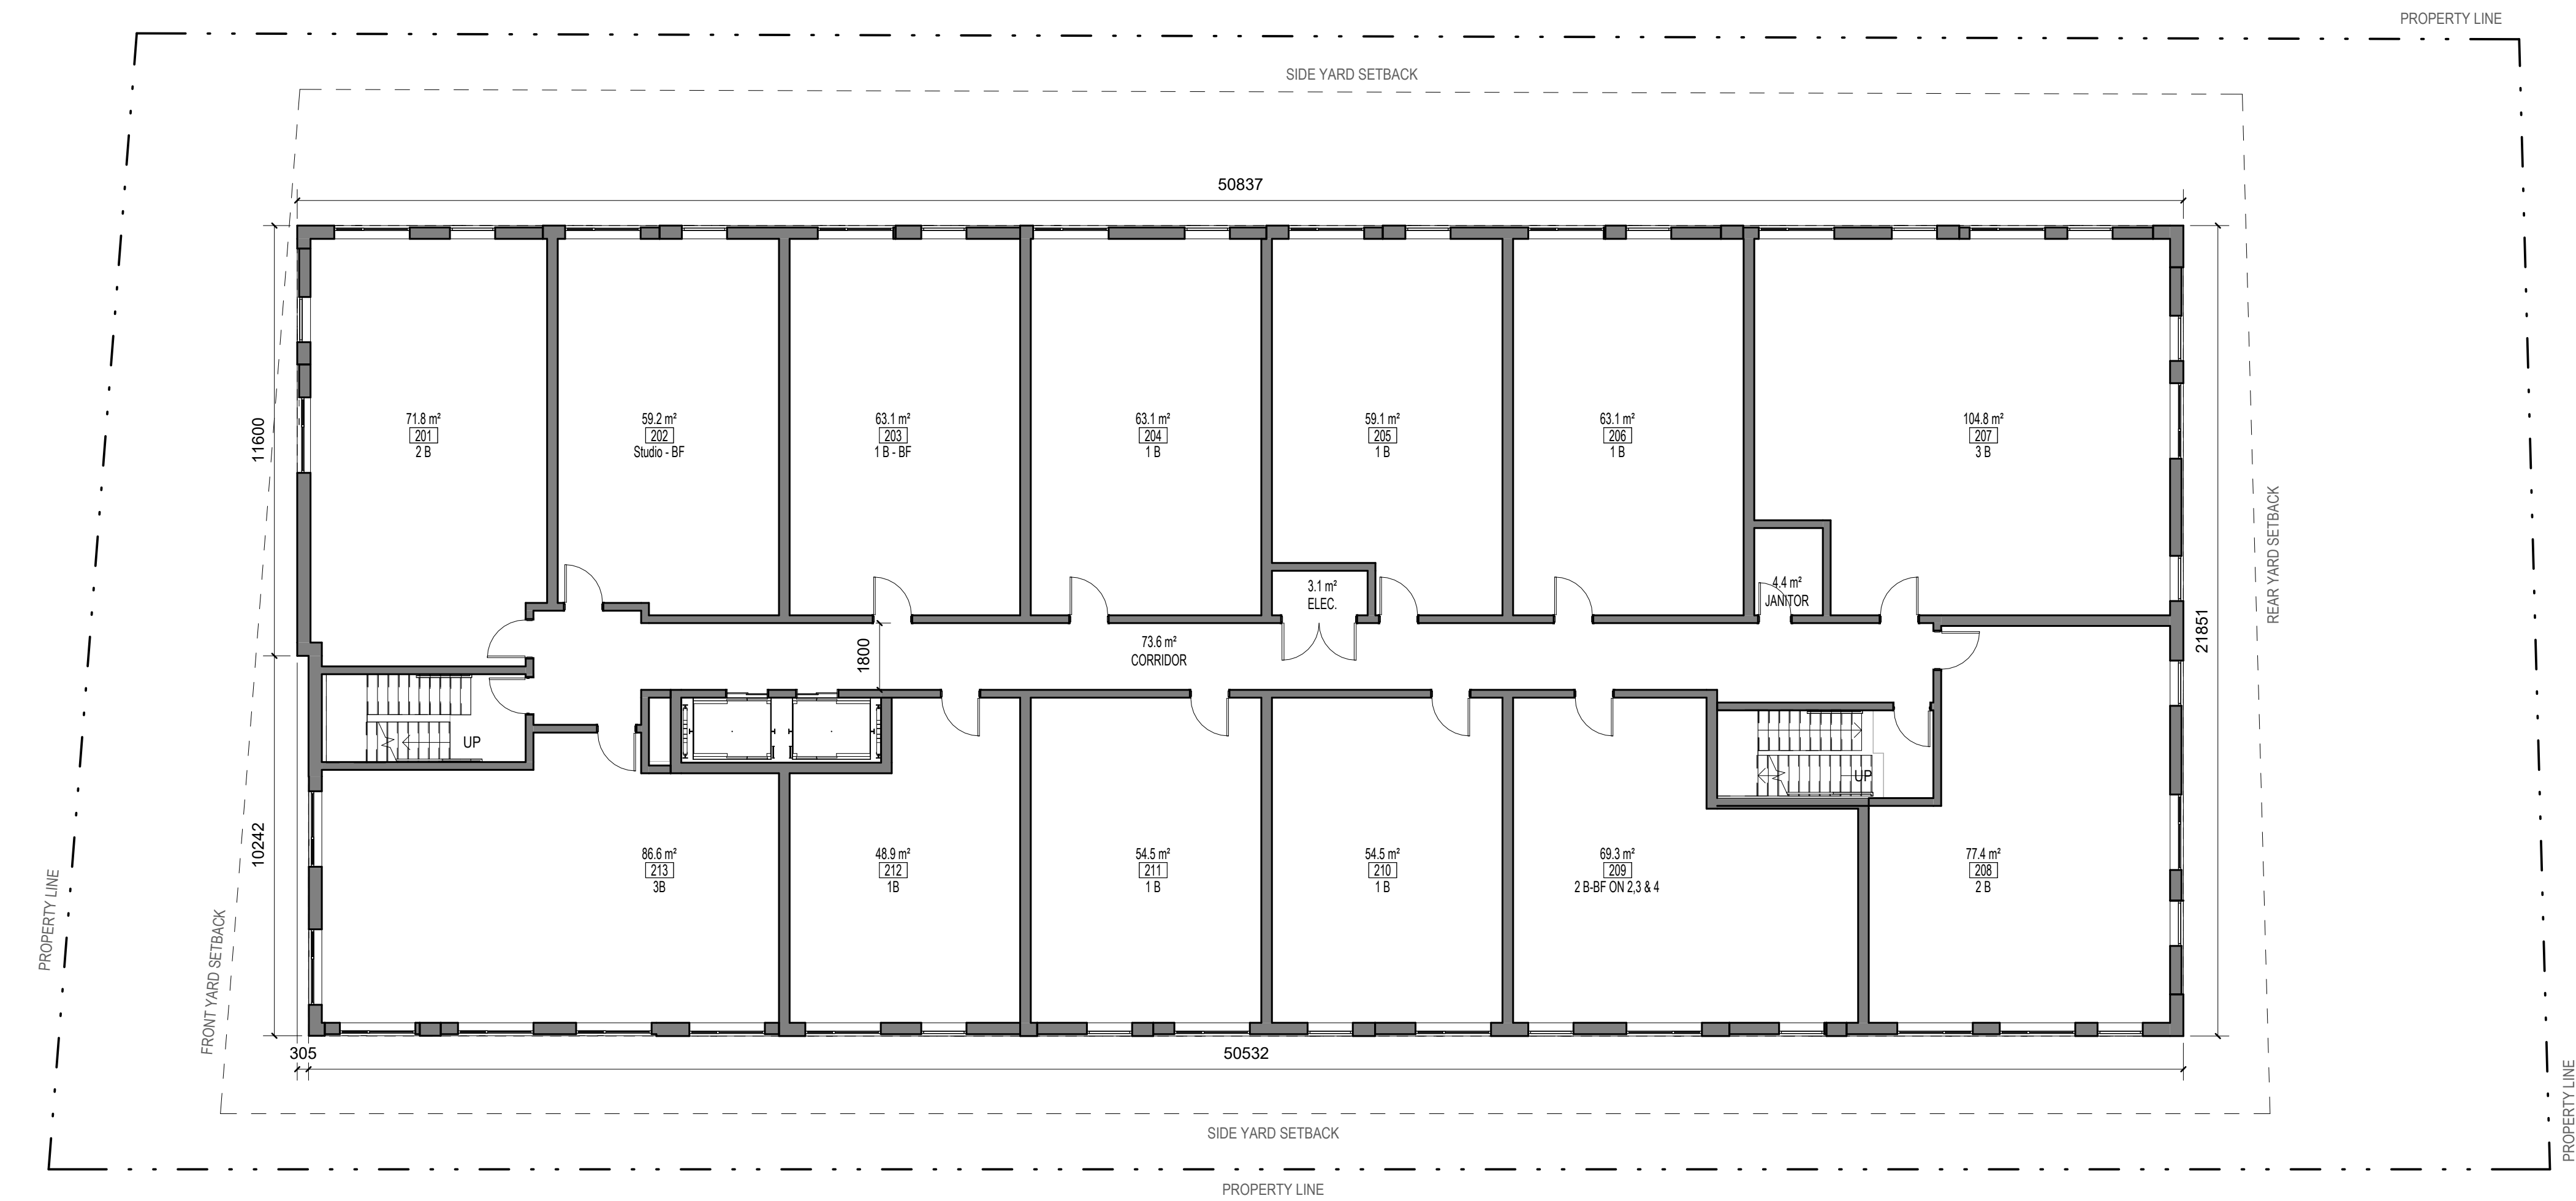 PROPERTY LINE
SIDE YARD SETBACK
50837
71.8 m²
201
2 B
59.2 m²
202
Studio - BF
63.1 m²
203
1 B - BF
63.1 m²
204
1 B
59.1 m²
205
1 B
63.1 m²
206
1 B
104.8 m²
207
3 B
11600
3.1 m²
ELEC.
4.4 m²
JANITOR
REAR YARD SETBACK
21851
1800
73.6 m²
CORRIDOR
UP
UP
10242
86.6 m²
213
3B
48.9 m²
212
1B
54.5 m²
211
1 B
54.5 m²
210
1 B
69.3 m²
209
2 B-BF ON 2,3 & 4
77.4 m²
208
2 B
PROPERTY LINE
FRONT YARD SETBACK
305
50532
PROPERTY LINE
SIDE YARD SETBACK
PROPERTY LINE